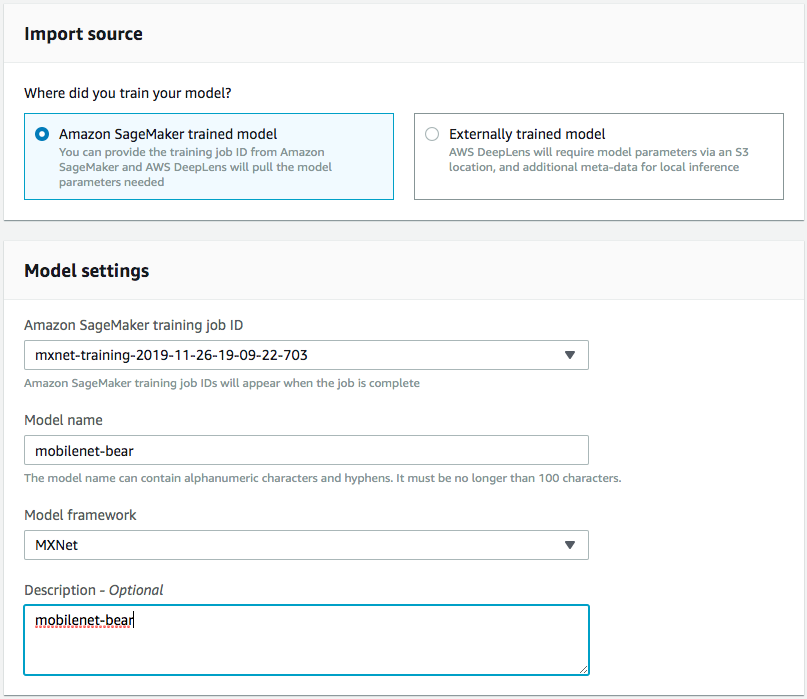 Import source
Where did you train your model?
Amazon SageMaker trained model
You can provide the training job ID from Amazon
SageMaker and AWS DeepLens will pull the model
parameters needed
Externally trained model
AWS DeepLens will require model parameters via an S3
location, and additional meta-data for local inference
Model settings
Amazon SageMaker training job ID
mxnet-training-2019-11-26-19-09-22-703
Amazon SageMaker training job IDs will appear when the job is complete
Model name
mobilenet-bear
The model name can contain alphanumeric characters and hyphens. It must be no longer than 100 characters.
Model framework
MXNet
Description - Optional
mobilenet-bear